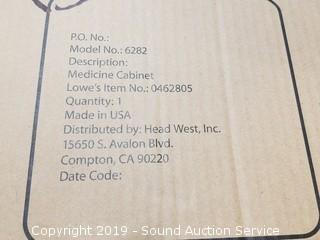 P.O. No.:
Model No.: 6282
Description:
Medicine Cabinet
Lowe's Item No.: 0462805
Quantity: 1
Made in USA
Distributed by: Head West, Inc.
15650 S. Avalon Blvd.
Compton, CA 90220
Date Code:
Copyright 2019 - Sound Auction Service